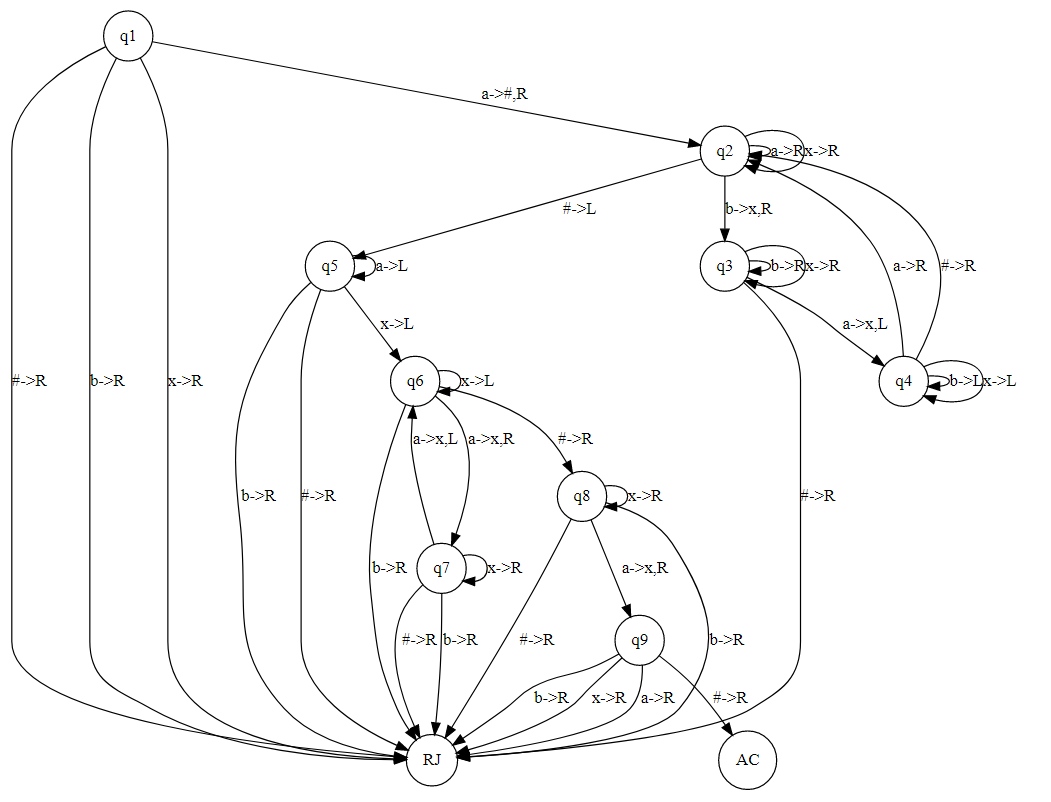 q1
a->#,R
q2
a->R
x->R
#->L
b->x,R
q5
a->L
q3
b->R
x->R
a->R
#->R
x->L
a->x,L
#->R
b->R
x->R
q6
x->L
q4
b->L
x->L
a->x,L
a->x,R
#->R
b->R
#->R
q8
x->R
#->R
b->R
q7
x->R
a->x,R
#->R
b->R
#->R
q9
b->R
b->R
x->R
a->R
#->R
RJ
AC